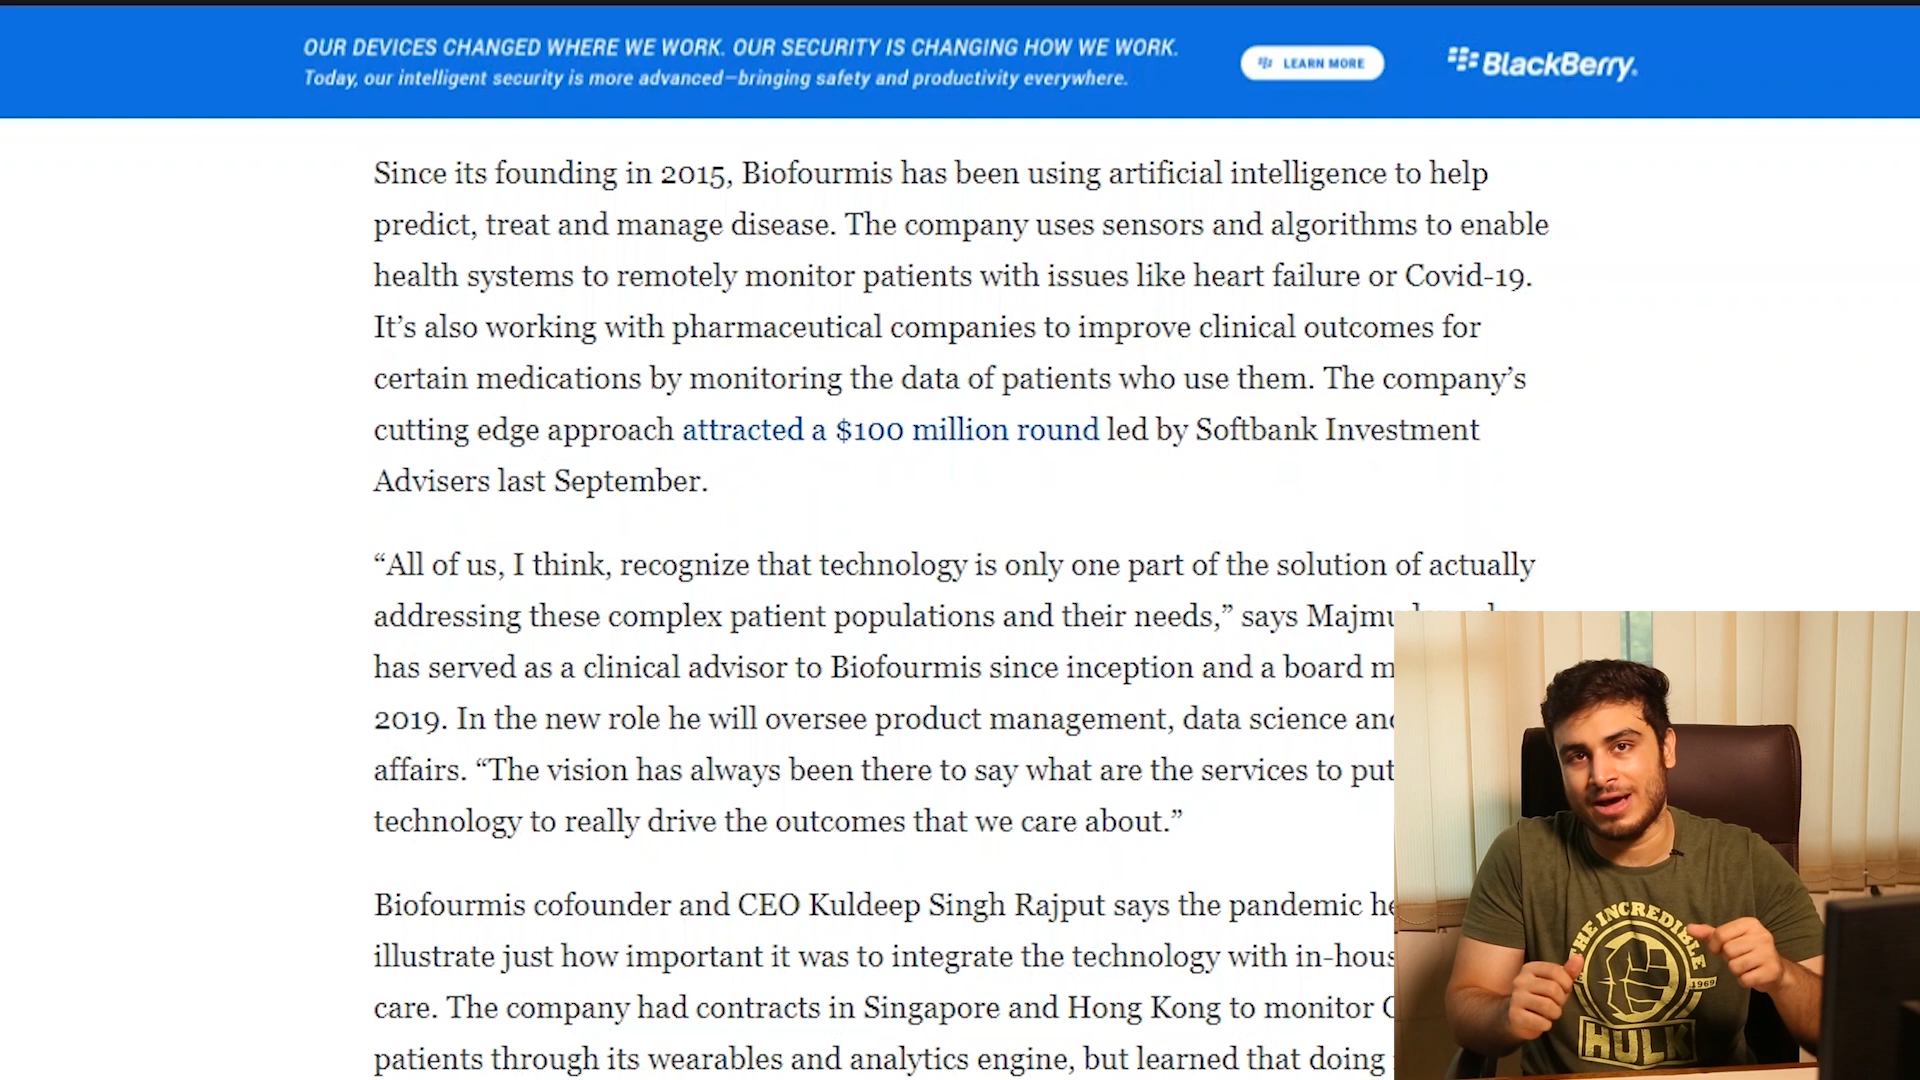 OUR DEVICES CHANGED WHERE WE WORK. OUR SECURITY IS CHANGING HOW WE WORK.
Today, our intelligent security is more advanced—bringing safety and productivity everywhere.
LEARN MORE
BlackBerry.
Since its founding in 2015, Biofourmis has been using artificial intelligence to help
predict, treat and manage disease. The company uses sensors and algorithms to enable
health systems to remotely monitor patients with issues like heart failure or Covid-19.
It’s also working with pharmaceutical companies to improve clinical outcomes for
certain medications by monitoring the data of patients who use them. The company’s
cutting edge approach attracted a $100 million round led by Softbank Investment
Advisers last September.
“All of us, I think, recognize that technology is only one part of the solution of actually
addressing these complex patient populations and their needs,” says
has served as a clinical advisor to Biofourmis since inception and a board
2019. In the new role he will oversee product management, data science
affairs. “The vision has always been there to say what are the services to put
technology to really drive the outcomes that we care about.”
Biofourmis cofounder and CEO Kuldeep Singh Rajput says the pandemic
illustrate just how important it was to integrate the technology with
care. The company had contracts in Singapore and Hong Kong to monitor
patients through its wearables and analytics engine, but learned that doing
THE INCREDIBLE
1969
HULK